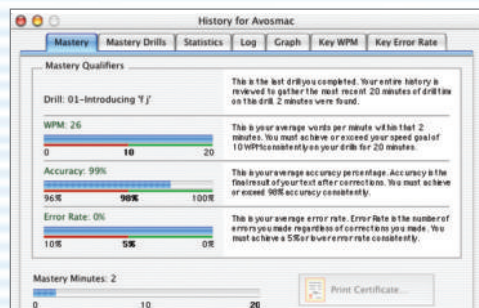 History for Avosmac
Mastery Mastery Drills Statistics Log Graph Key WPM Key Error Rate
Mastery Qualifiers
Drill: 01-Introducing 'f j'
This is the last drill you completed. Your entire history is
reviewed to gather the most recent 20 minutes of drill time
on this drill. 2 minutes were found.
WPM: 26
0 10 20
This is your average words per minute within that 2
minutes. You must achieve or exceed your speed goal of
10 WPM consistently on your drills for 20 minutes.
Accuracy: 99%
96% 98% 100%
This is your average accuracy percentage. Accuracy is the
final result of your text after corrections. You must achieve
or exceed 98% accuracy consistently.
Error Rate: 0%
10% 5% 0%
This is your average error rate. Error Rate is the number of
errors you made regardless of corrections you made. You
must achieve a 5% or lower error rate consistently.
Mastery Minutes: 2
0 10 20
Print Certificate...